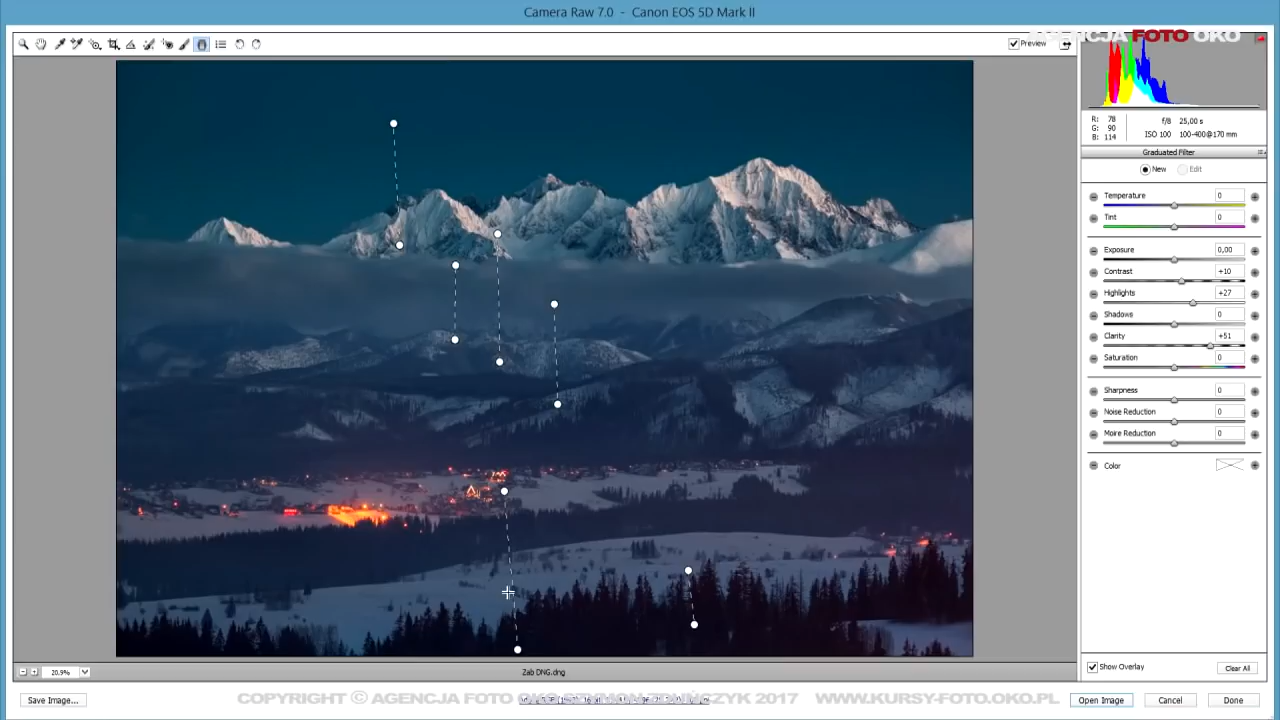 Camera Raw 7.0 - Canon EOS 5D Mark II
AGENCJA FOTO OKO
Preview
R: 78
G: 90
B: 114
f/8 25,00 s
ISO 100 100-400@170 mm
Graduated Filter
New Edit
Temperature 0
Tint 0
Exposure 0,00
Contrast +10
Highlights +27
Shadows 0
Clarity +51
Saturation 0
Sharpness 0
Noise Reduction 0
Moire Reduction 0
Color
Show Overlay
Clear All
20,9%
Zab DNG.dng
Save Image...
COPYRIGHT © AGENCJA FOTO 2017 WWW.KURSY-FOTO.OKO.PL
Open Image
Cancel
Done